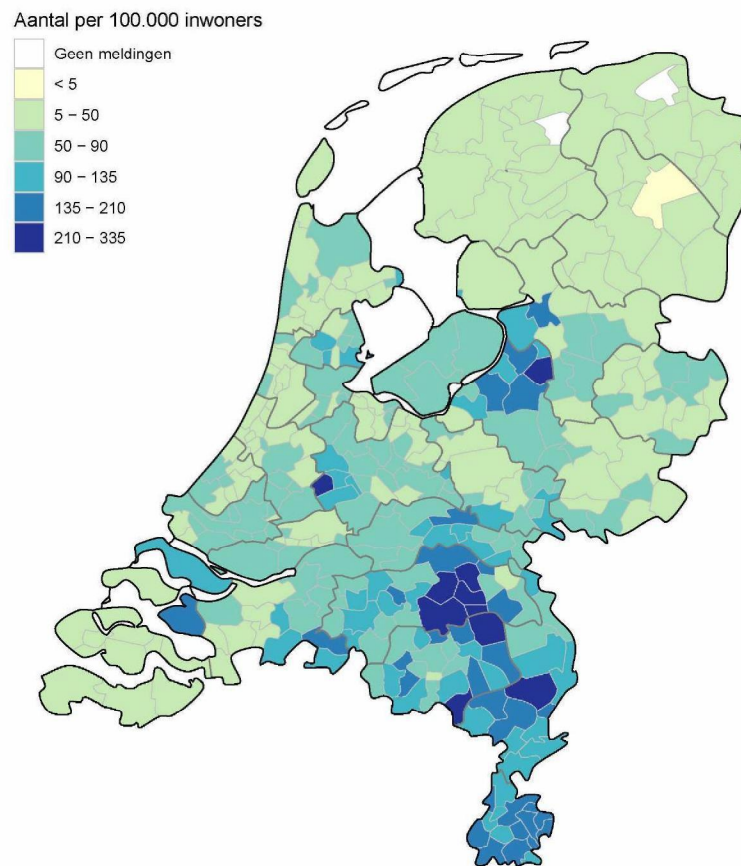 Aantal per 100.000 inwoners
Geen meldingen
< 5
5 – 50
50 – 90
90 – 135
135 – 210
210 – 335